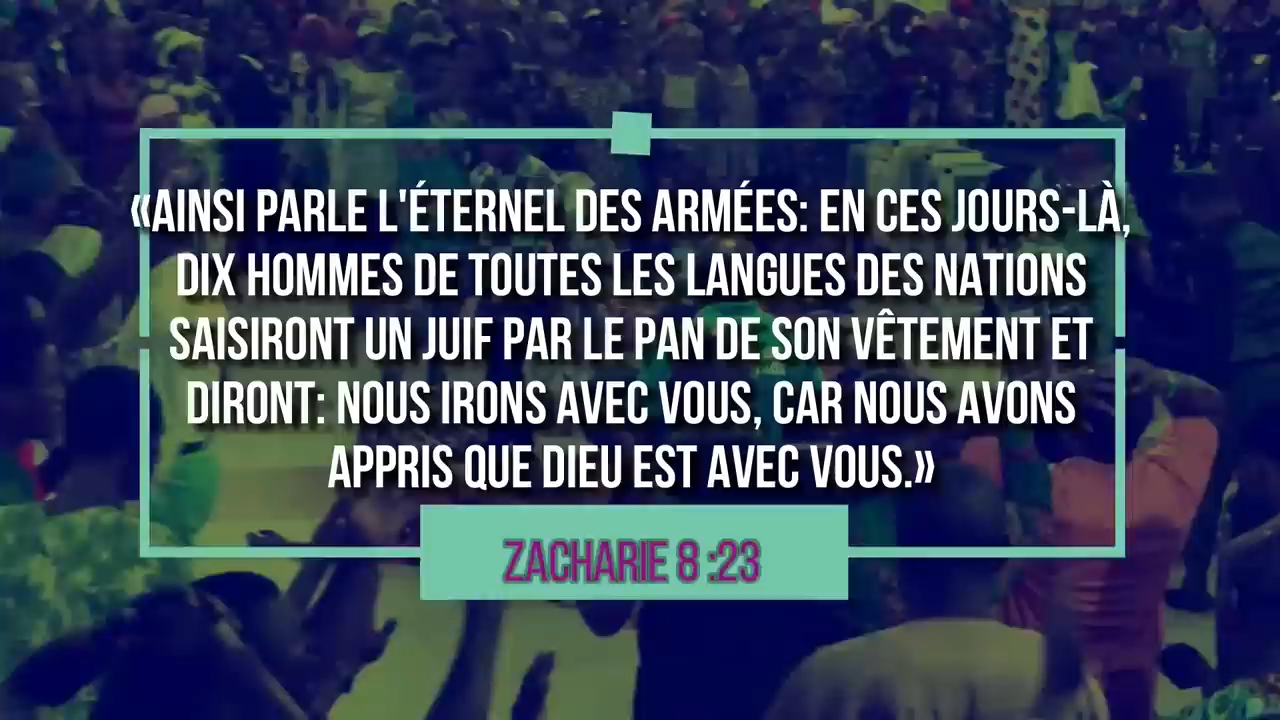 «AINSI PARLE L'ÉTERNEL DES ARMÉES: EN CES JOURS-LÀ,
DIX HOMMES DE TOUTES LES LANGUES DES NATIONS
SAISIRONT UN JUIF PAR LE PAN DE SON VÊTEMENT ET
DIRONT: NOUS IRONS AVEC VOUS, CAR NOUS AVONS
APPRIS QUE DIEU EST AVEC VOUS.»
ZACHARIE 8 :23